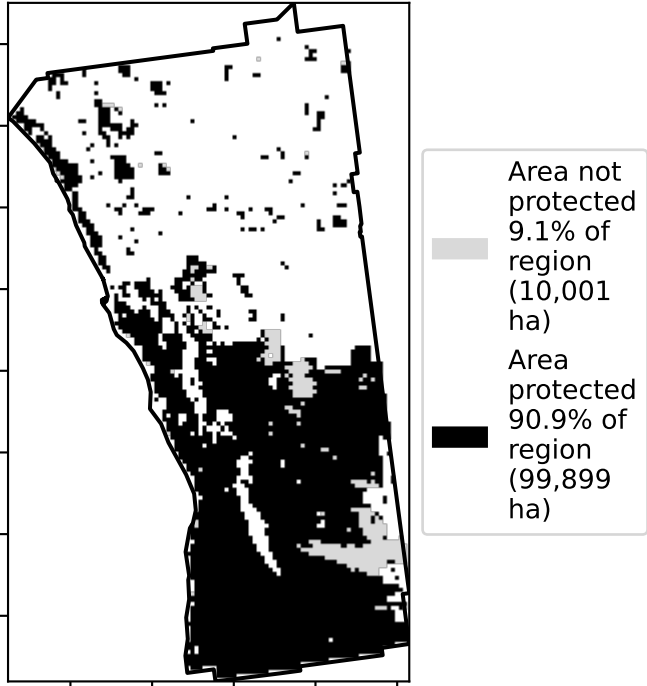 Area not
protected
9.1% of
region
(10,001
ha)
Area
protected
90.9% of
region
(99,899
ha)